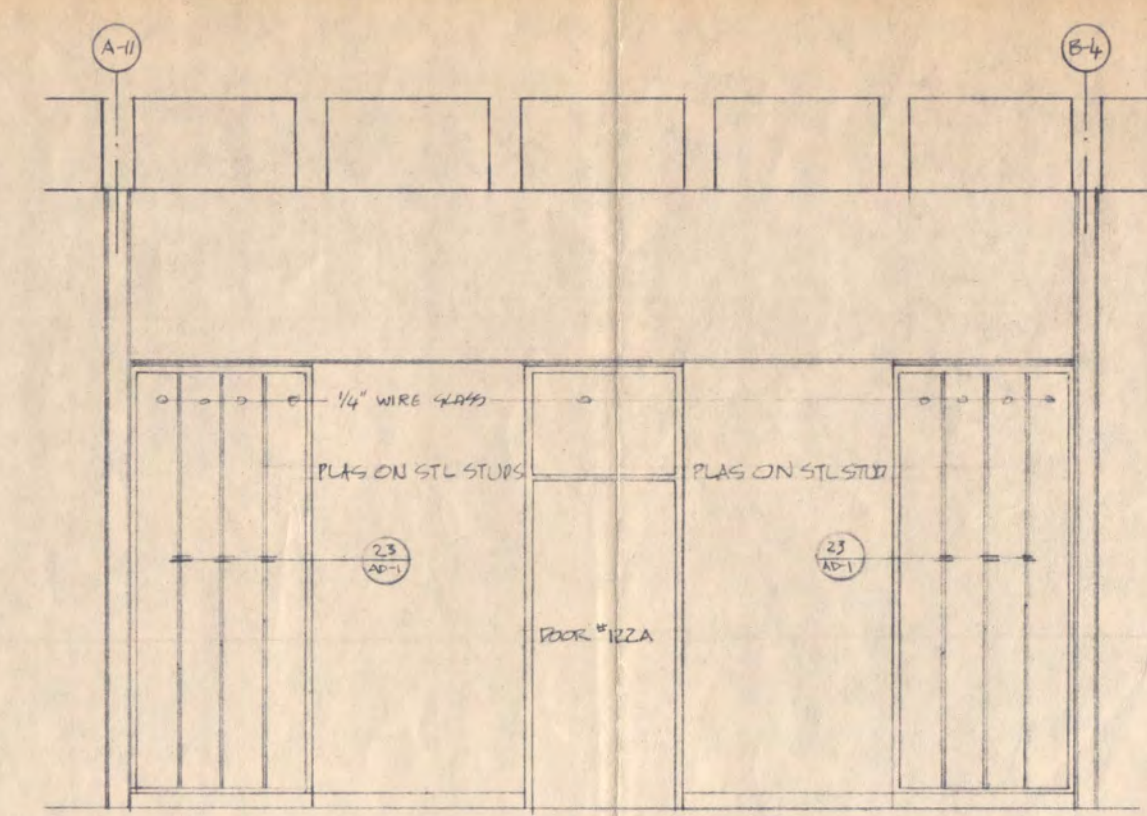 A-11
B-4
1/4" WIRE GLASS
PLAS ON STL STUDS
PLAS ON STL STUD
23
AD-1
23
AD-1
DOOR #122A